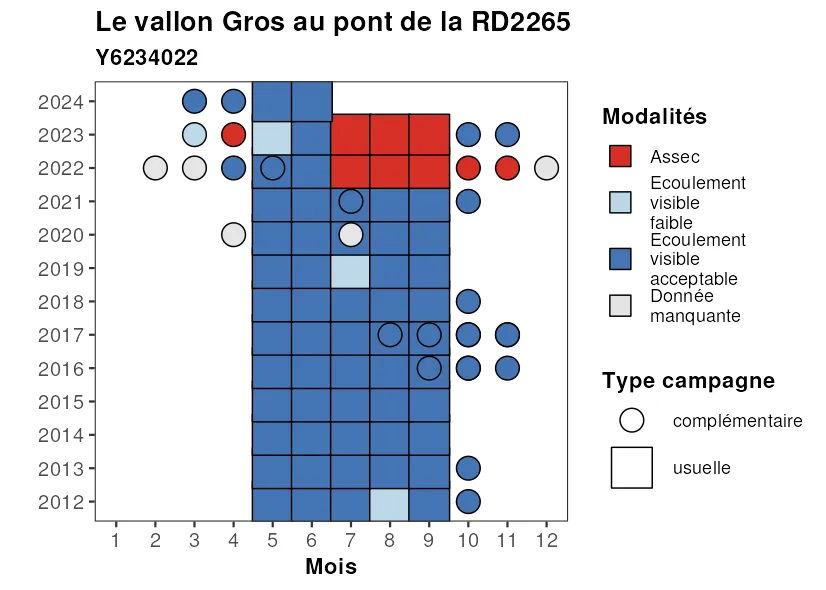 Le vallon Gros au pont de la RD2265
Y6234022
2024
2023
2022
2021
2020
2019
2018
2017
2016
2015
2014
2013
2012
1 2 3 4 5 6 7 8 9 10 11 12
Mois
Modalités
Assec
Ecoulement
visible
faible
Ecoulement
visible
acceptable
Donnée
manquante
Type campagne
complémentaire
usuelle